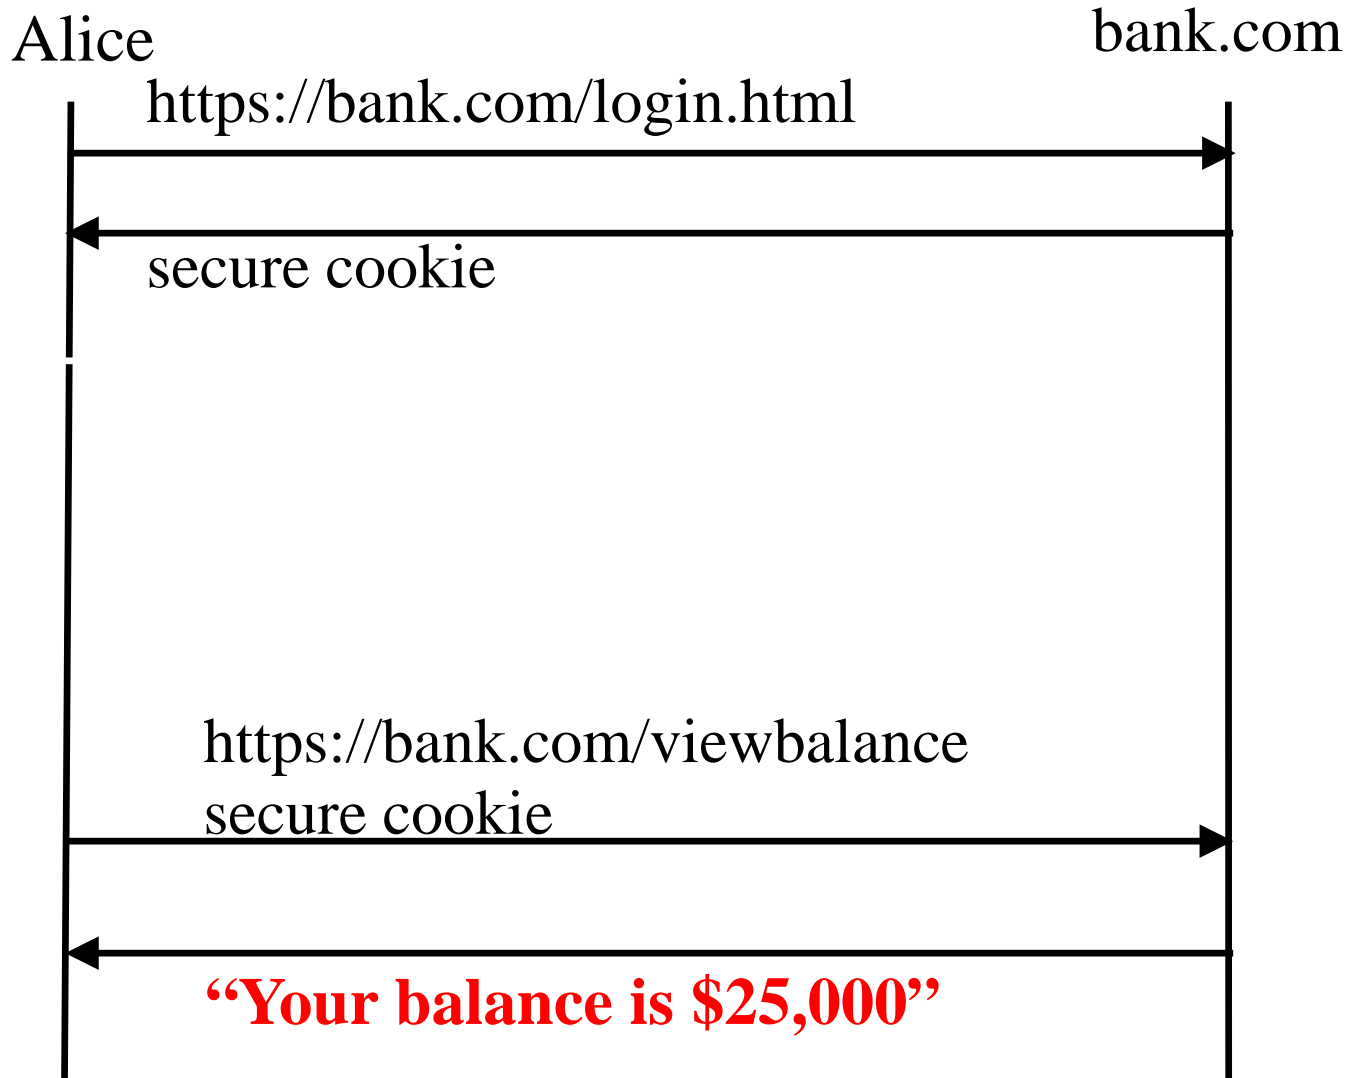 Alice
bank.com
https://bank.com/login.html
secure cookie
https://bank.com/viewbalance
secure cookie
“Your balance is $25,000”